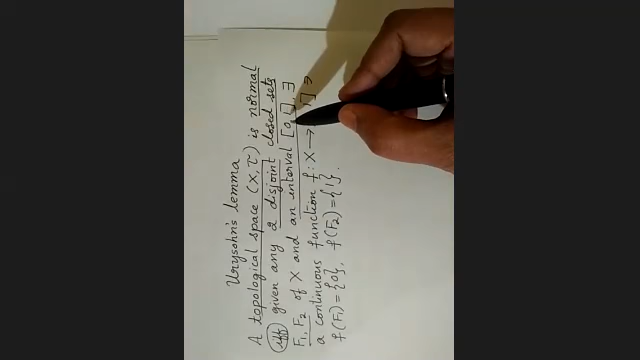 Urysohn's lemma
A topological space (X, τ) is normal
iff given any 2 disjoint closed sets
F₁, F₂ of X and an interval [0, 1], ∃
a continuous function f: X → 1] ∋
f(F₁) = {0}, f(F₂) = {1}.